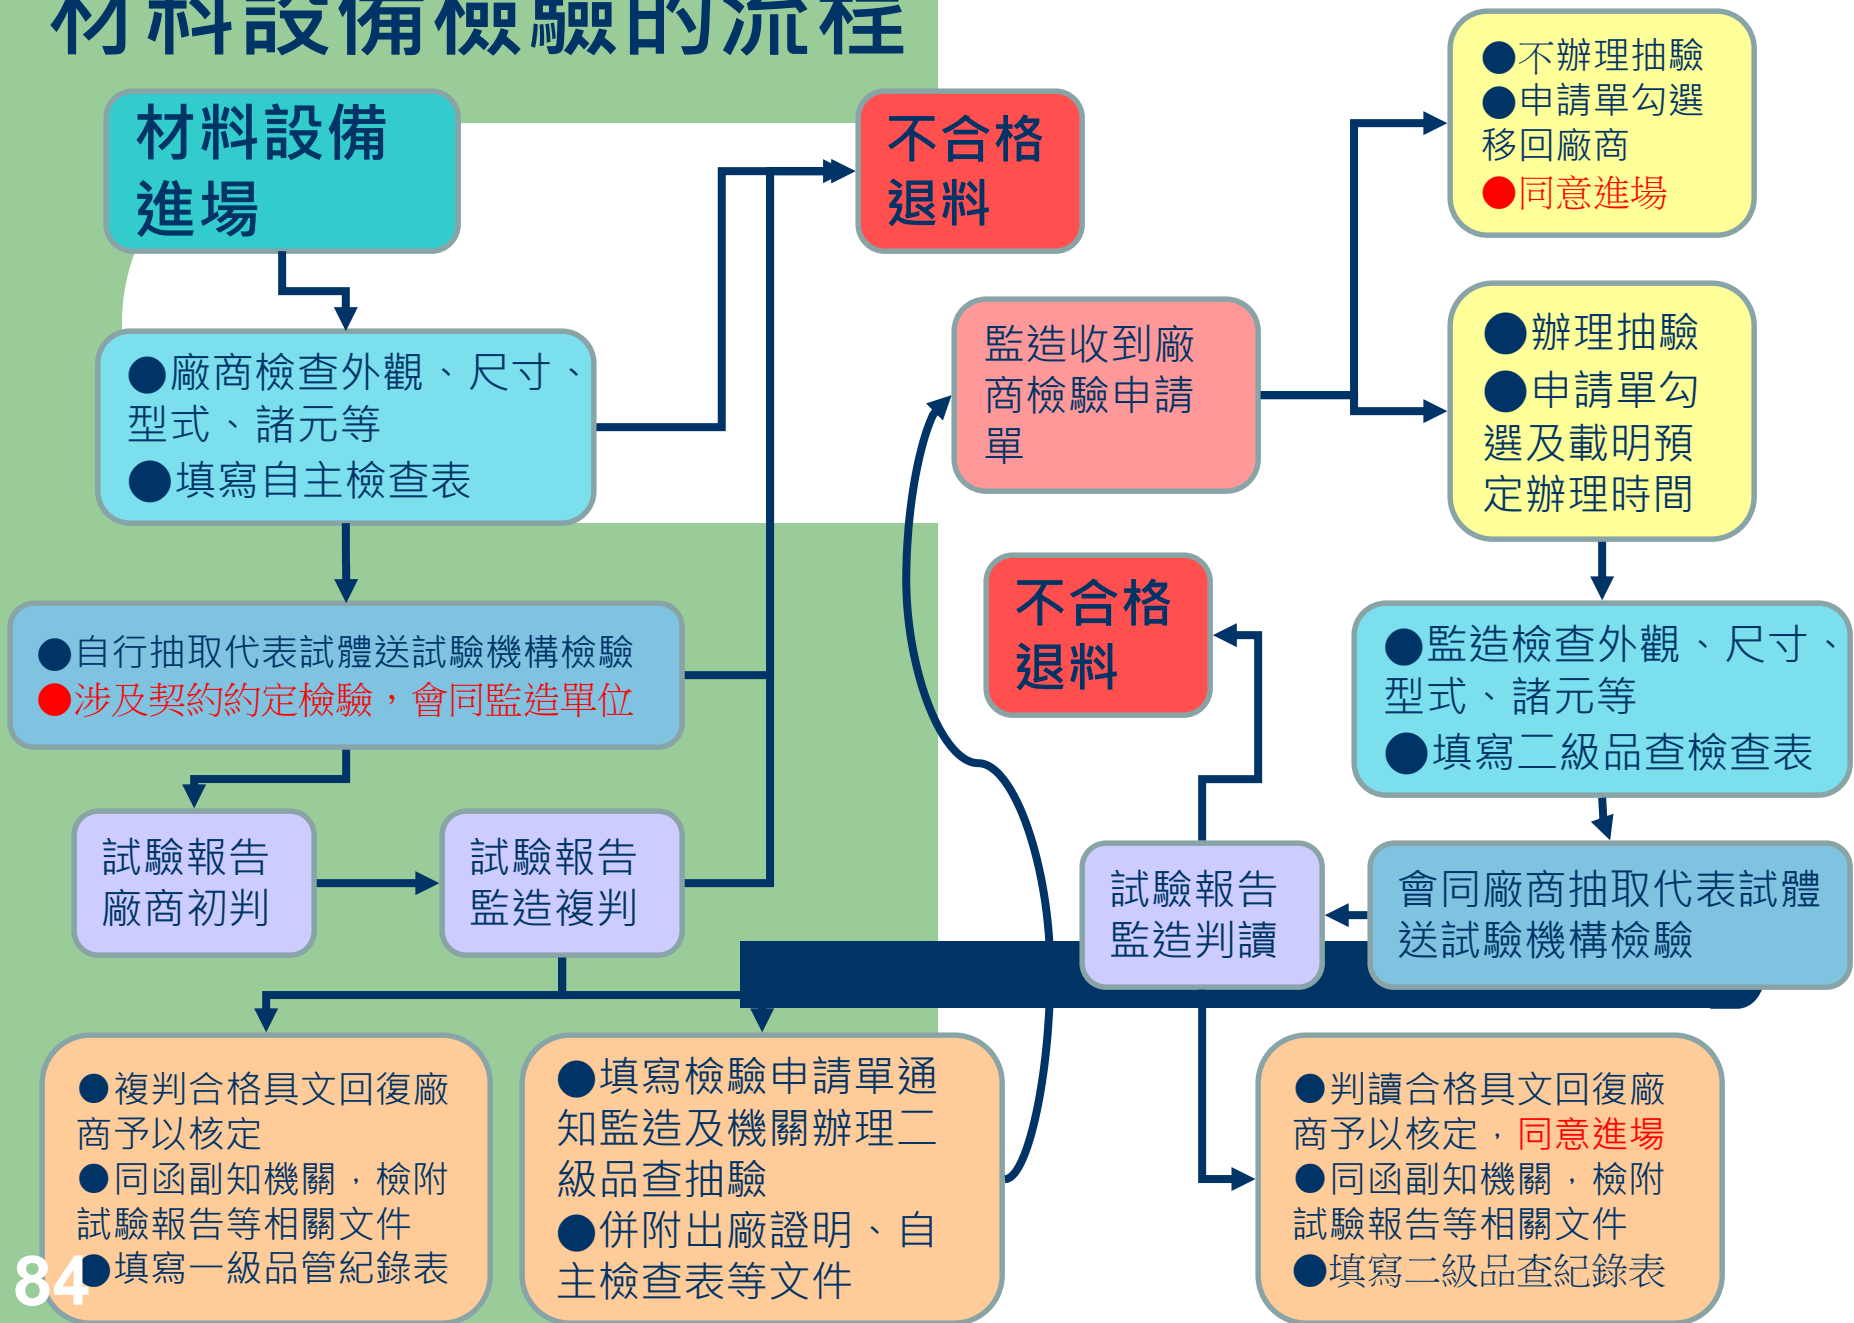 材料設備檢驗的流程
材料設備
進場
●廠商檢查外觀、尺寸、
型式、諸元等
●填寫自主檢查表
●自行抽取代表試體送試驗機構檢驗
●涉及契約約定檢驗，會同監造單位
試驗報告
廠商初判
試驗報告
監造複判
●複判合格具文回復廠
商予以核定
●同函副知機關，檢附
試驗報告等相關文件
●填寫一級品管紀錄表
●填寫檢驗申請單通
知監造及機關辦理二
級品查抽驗
●併附出廠證明、自
主檢查表等文件
不合格
退料
監造收到廠
商檢驗申請
單
●不辦理抽驗
●申請單勾選
移回廠商
●同意進場
●辦理抽驗
●申請單勾
選及載明預
定辦理時間
●監造檢查外觀、尺寸、
型式、諸元等
●填寫二級品查檢查表
會同廠商抽取代表試體
送試驗機構檢驗
試驗報告
監造判讀
不合格
退料
●判讀合格具文回復廠
商予以核定，同意進場
●同函副知機關，檢附
試驗報告等相關文件
●填寫二級品查紀錄表
84